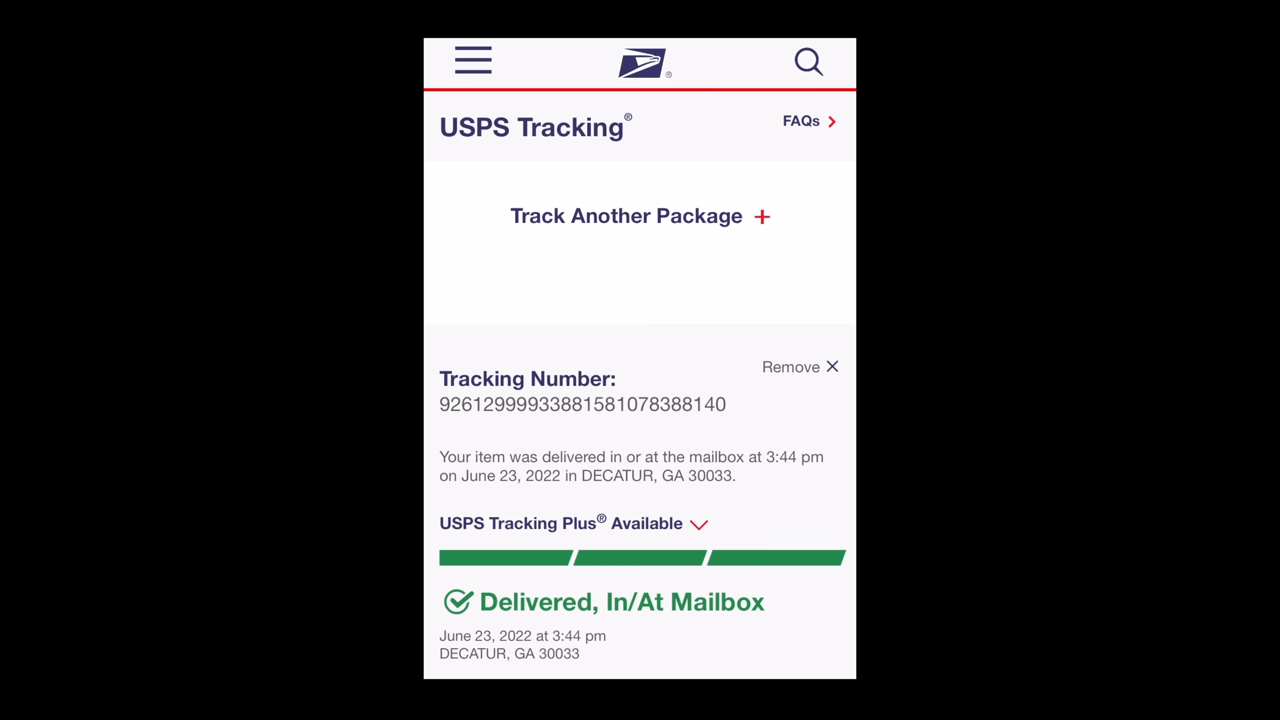 USPS Tracking®
FAQs
Track Another Package +
Remove ✕
Tracking Number:
92612999933881581078388140
Your item was delivered in or at the mailbox at 3:44 pm
on June 23, 2022 in DECATUR, GA 30033.
USPS Tracking Plus® Available
Delivered, In/At Mailbox
June 23, 2022 at 3:44 pm
DECATUR, GA 30033